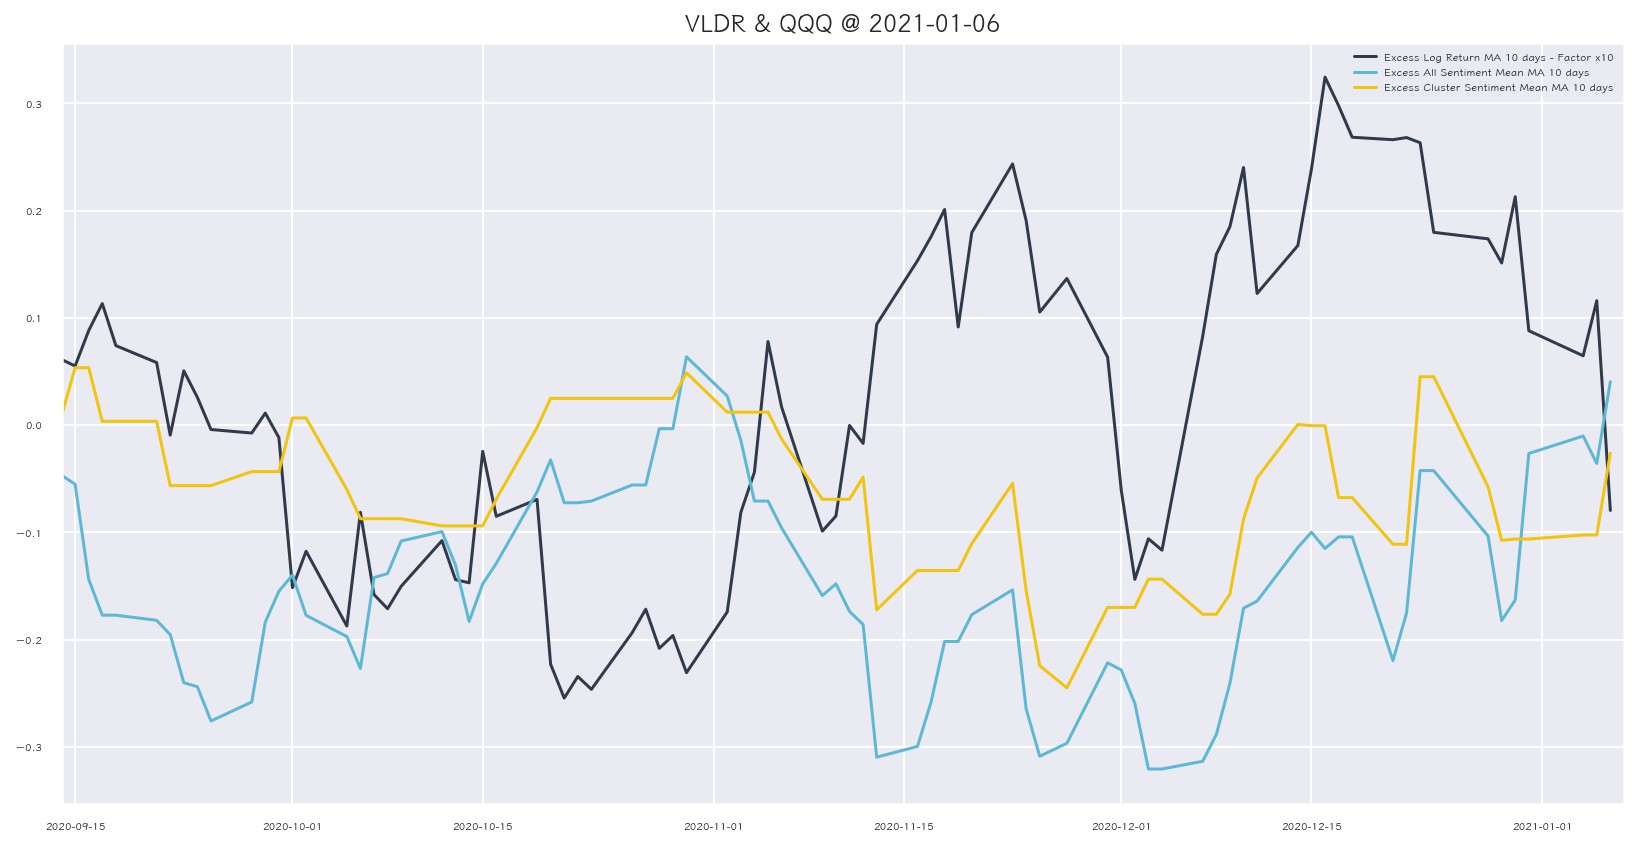 VLDR & QQQ @ 2021-01-06
Excess Log Return MA 10 days - Factor x10
Excess All Sentiment Mean MA 10 days
Excess Cluster Sentiment Mean MA 10 days
0.3
0.2
0.1
0.0
−0.1
−0.2
−0.3
2020-09-15 2020-10-01 2020-10-15 2020-11-01 2020-11-15 2020-12-01 2020-12-15 2021-01-01